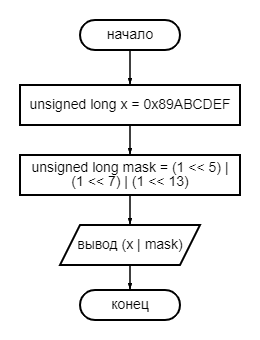 начало
unsigned long x = 0x89ABCDEF
unsigned long mask = (1 << 5) |
(1 << 7) | (1 << 13)
вывод (x | mask)
конец